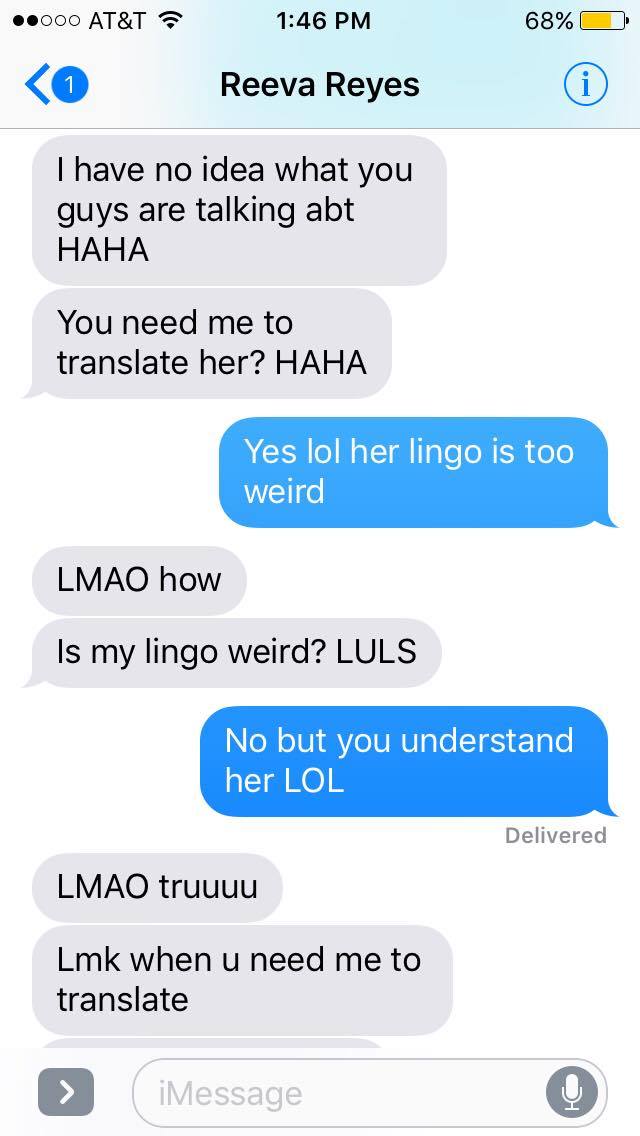 AT&T 1:46 PM 68%
1 Reeva Reyes i
I have no idea what you
guys are talking abt
HAHA
You need me to
translate her? HAHA
Yes lol her lingo is too
weird
LMAO how
Is my lingo weird? LULS
No but you understand
her LOL
Delivered
LMAO truuuu
Lmk when u need me to
translate
iMessage